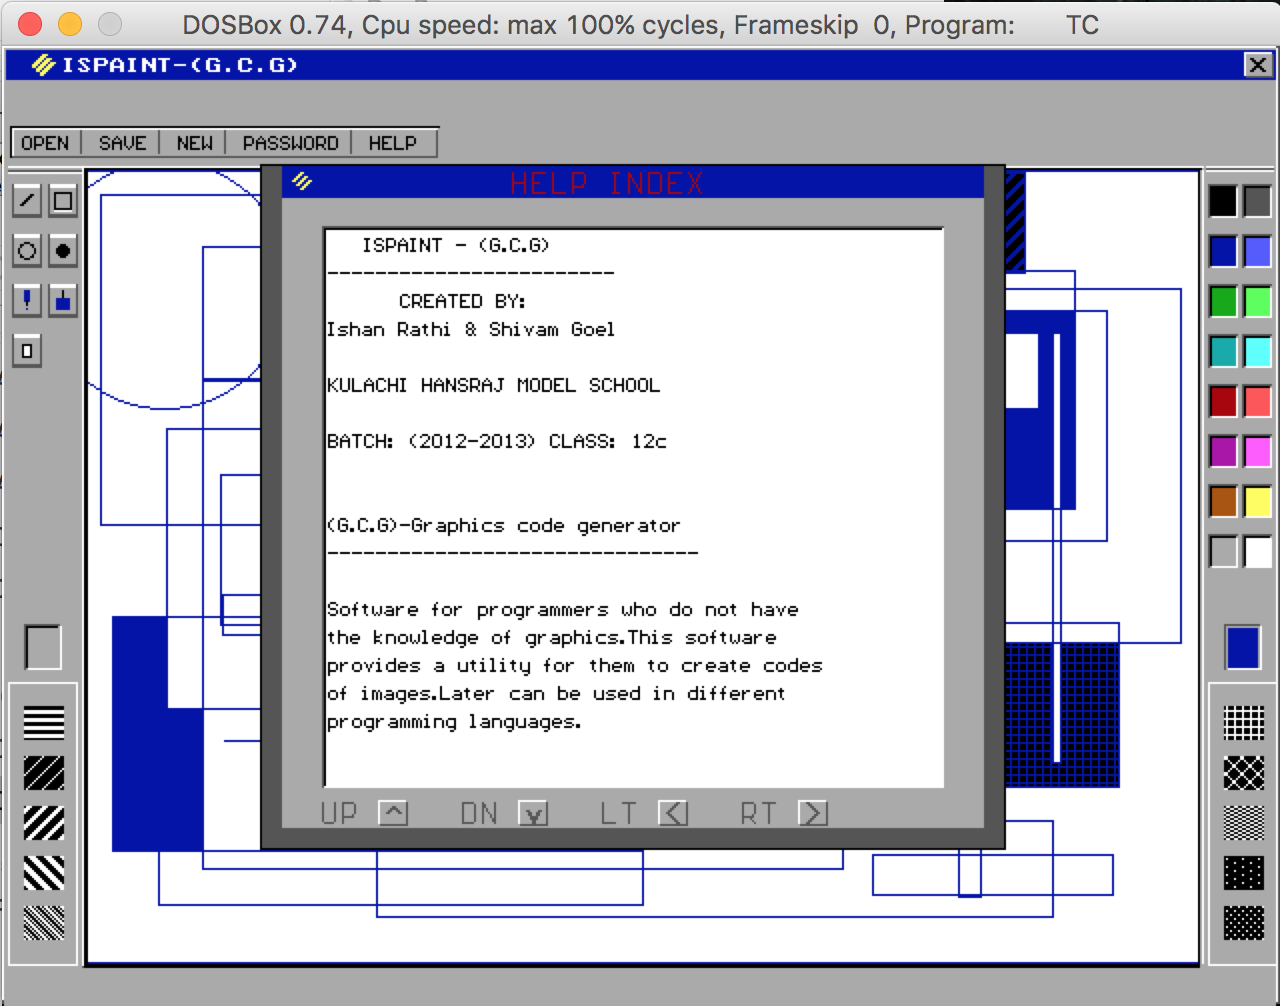 DOSBox 0.74, Cpu speed: max 100% cycles, Frameskip 0, Program: TC
ISPAINT-(G.C.G)
OPEN SAVE NEW PASSWORD HELP
HELP INDEX
ISPAINT - (G.C.G)
------------------------
CREATED BY:
Ishan Rathi & Shivam Goel
KULACHI HANSRAJ MODEL SCHOOL
BATCH: (2012-2013) CLASS: 12c
(G.C.G)-Graphics code generator
-------------------------------
Software for programmers who do not have
the knowledge of graphics.This software
provides a utility for them to create codes
of images.Later can be used in different
programming languages.
UP ^ DN v LT < RT >